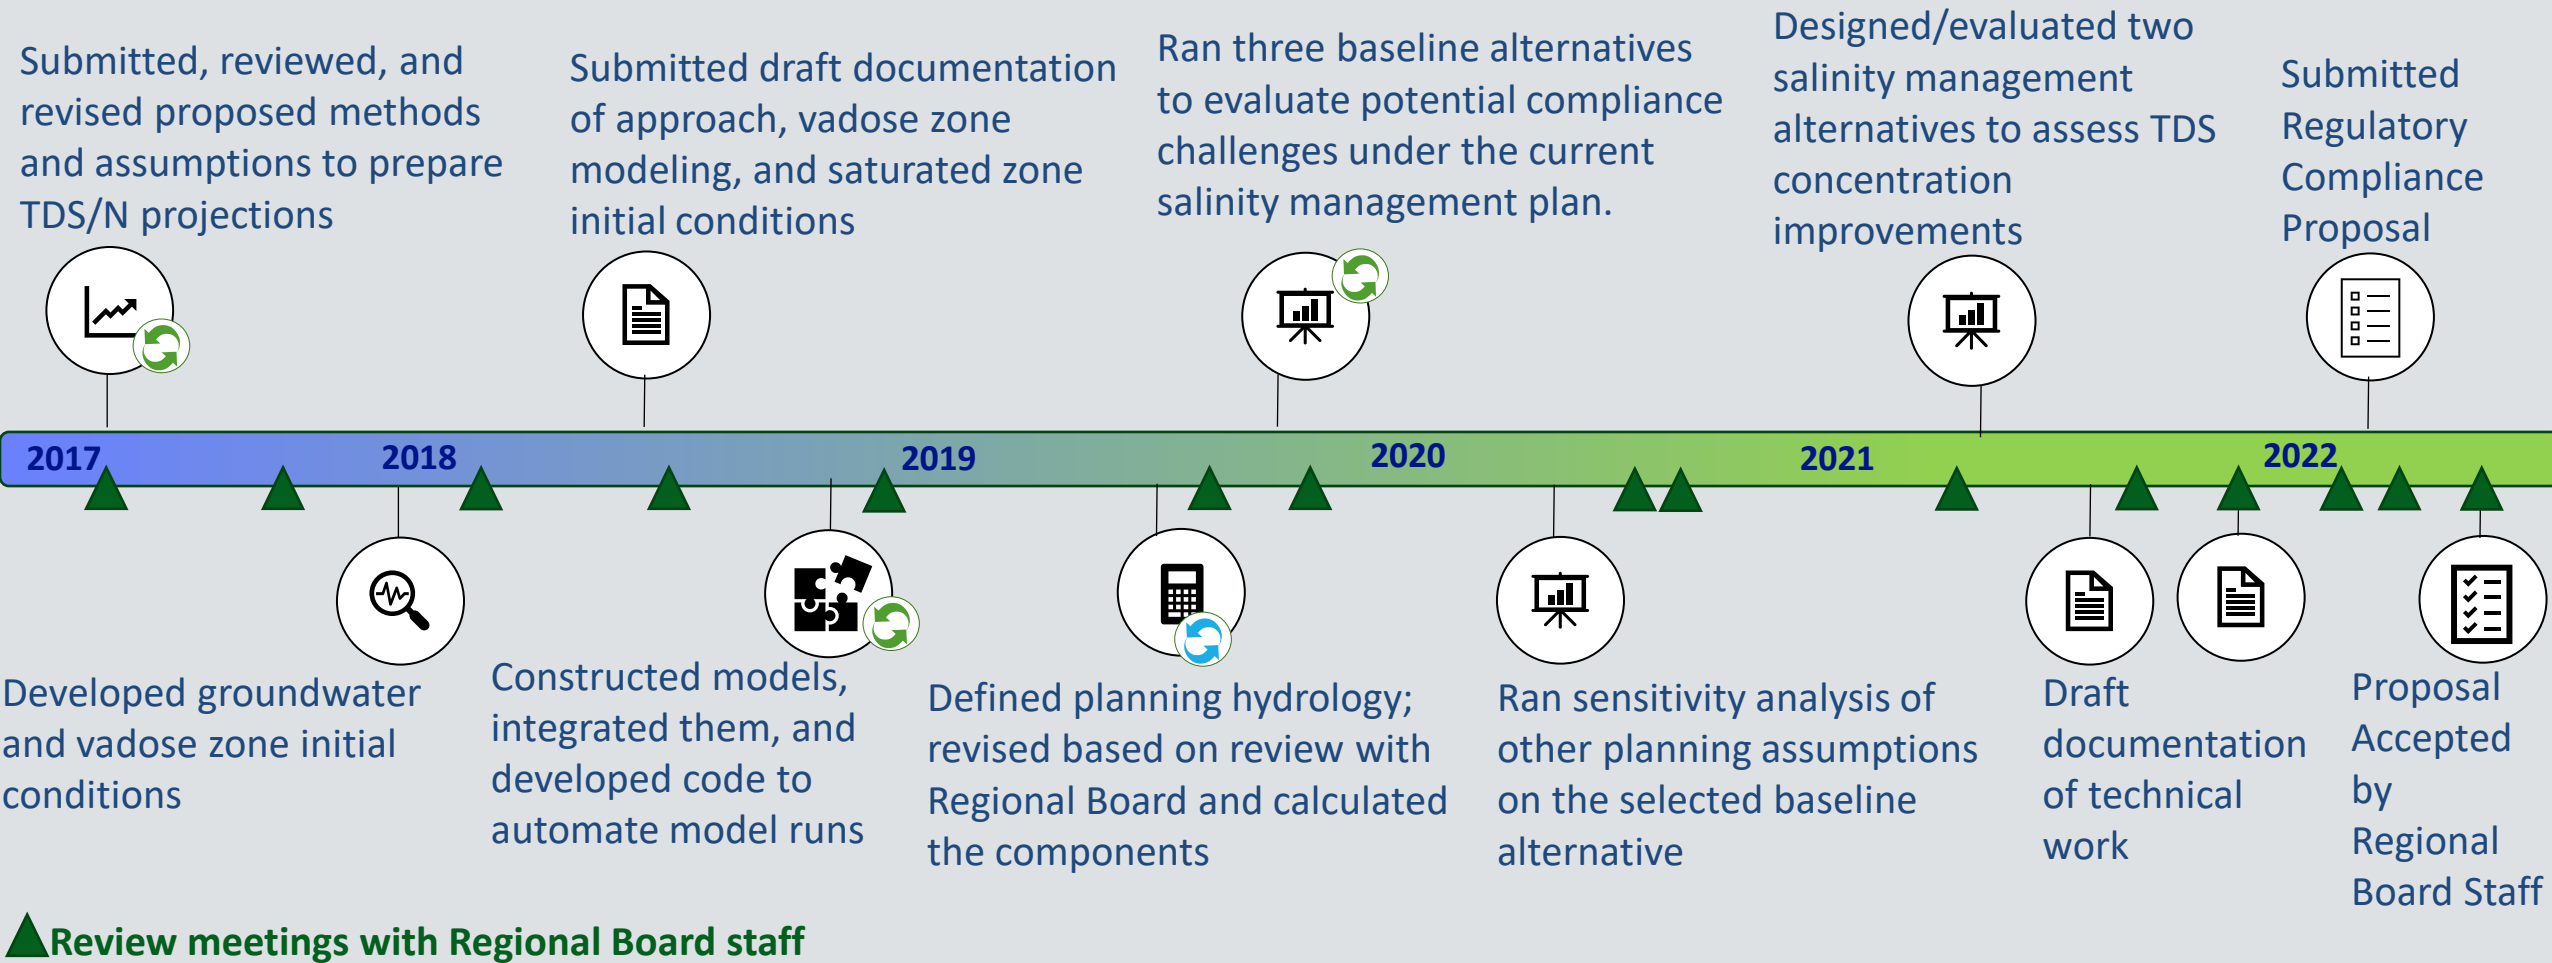 Submitted, reviewed, and
revised proposed methods
and assumptions to prepare
TDS/N projections
Submitted draft documentation
of approach, vadose zone
modeling, and saturated zone
initial conditions
Ran three baseline alternatives
to evaluate potential compliance
challenges under the current
salinity management plan.
Designed/evaluated two
salinity management
alternatives to assess TDS
concentration
improvements
Submitted
Regulatory
Compliance
Proposal
2017
2018
2019
2020
2021
2022
Developed groundwater
and vadose zone initial
conditions
Constructed models,
integrated them, and
developed code to
automate model runs
Defined planning hydrology;
revised based on review with
Regional Board and calculated
the components
Ran sensitivity analysis of
other planning assumptions
on the selected baseline
alternative
Draft
documentation
of technical
work
Proposal
Accepted
by
Regional
Board Staff
Review meetings with Regional Board staff